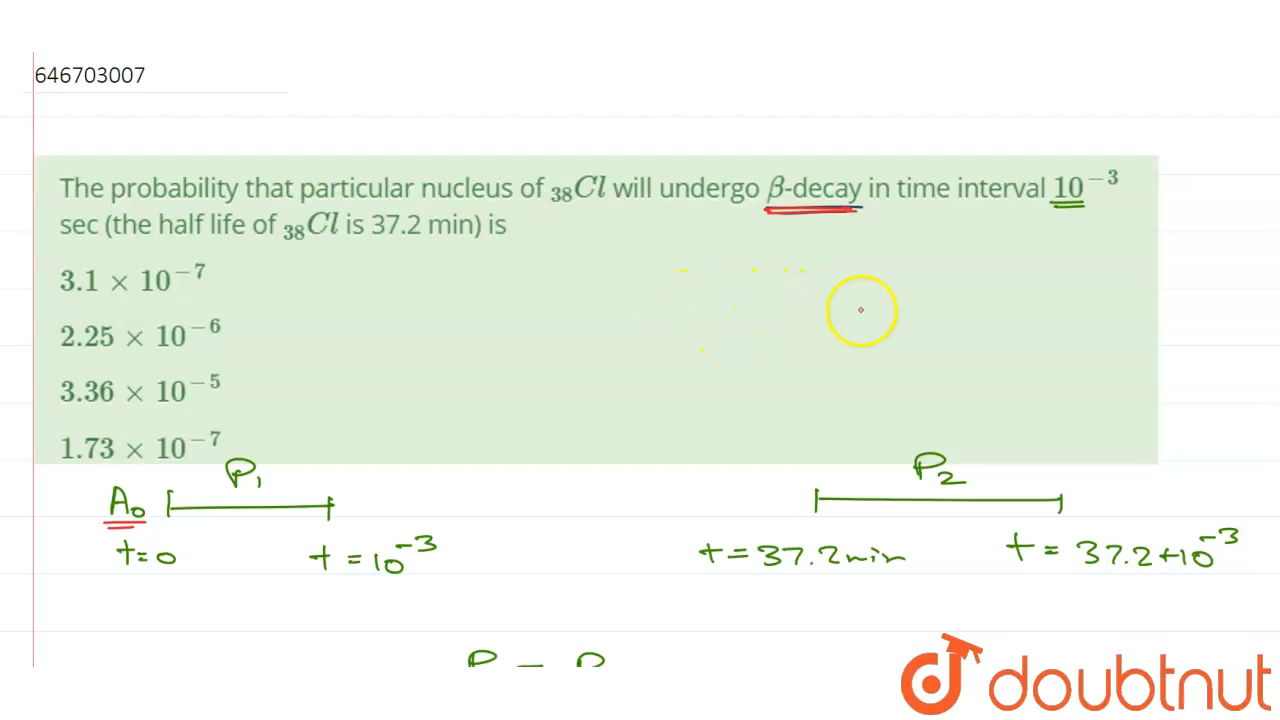 646703007
The probability that particular nucleus of ₃₈Cl will undergo β-decay in time interval 10⁻³
sec (the half life of ₃₈Cl is 37.2 min) is
3.1 × 10⁻⁷
2.25 × 10⁻⁶
3.36 × 10⁻⁵
1.73 × 10⁻⁷
P₁ P₂
A₀
t=0 t=10⁻³ t=37.2min t=37.2+10⁻³
P = P
doubtnut